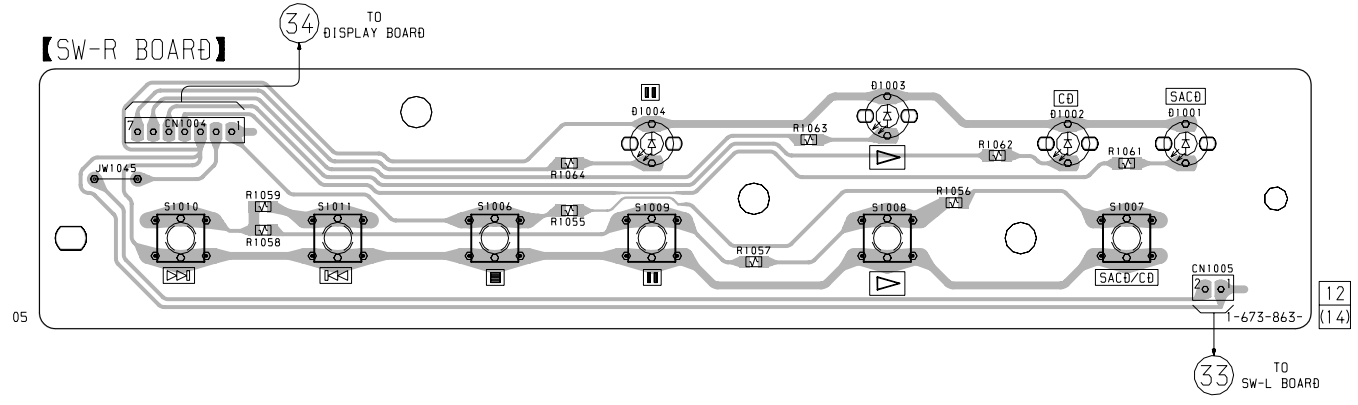 34
TO
DISPLAY BOARD
【SW-R BOARD】
D1003
CD
SACD
D1004
D1002
D1001
7
CN1004
1
R1063
R1062
R1061
R1064
JW1045
R1059
R1056
S1010
S1011
S1006
S1009
S1008
S1007
R1055
R1058
R1057
SACD/CD
CN1005
2
1
12
05
1-673-863-
(14)
33
TO
SW-L BOARD